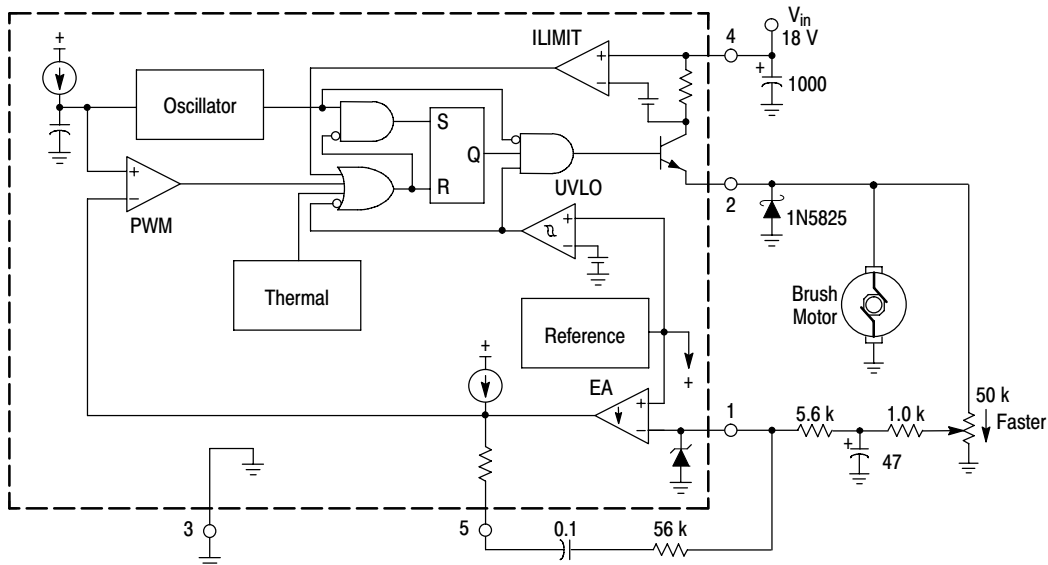 ILIMIT
4
Vin
18 V
+
1000
+
Oscillator
S
Q
R
+
−
PWM
UVLO
+
−
+
−
2
1N5825
Thermal
Brush
Motor
Reference
+
+
EA
+
−
1
5.6 k
1.0 k
50 k
Faster
+
47
3
5
0.1
56 k